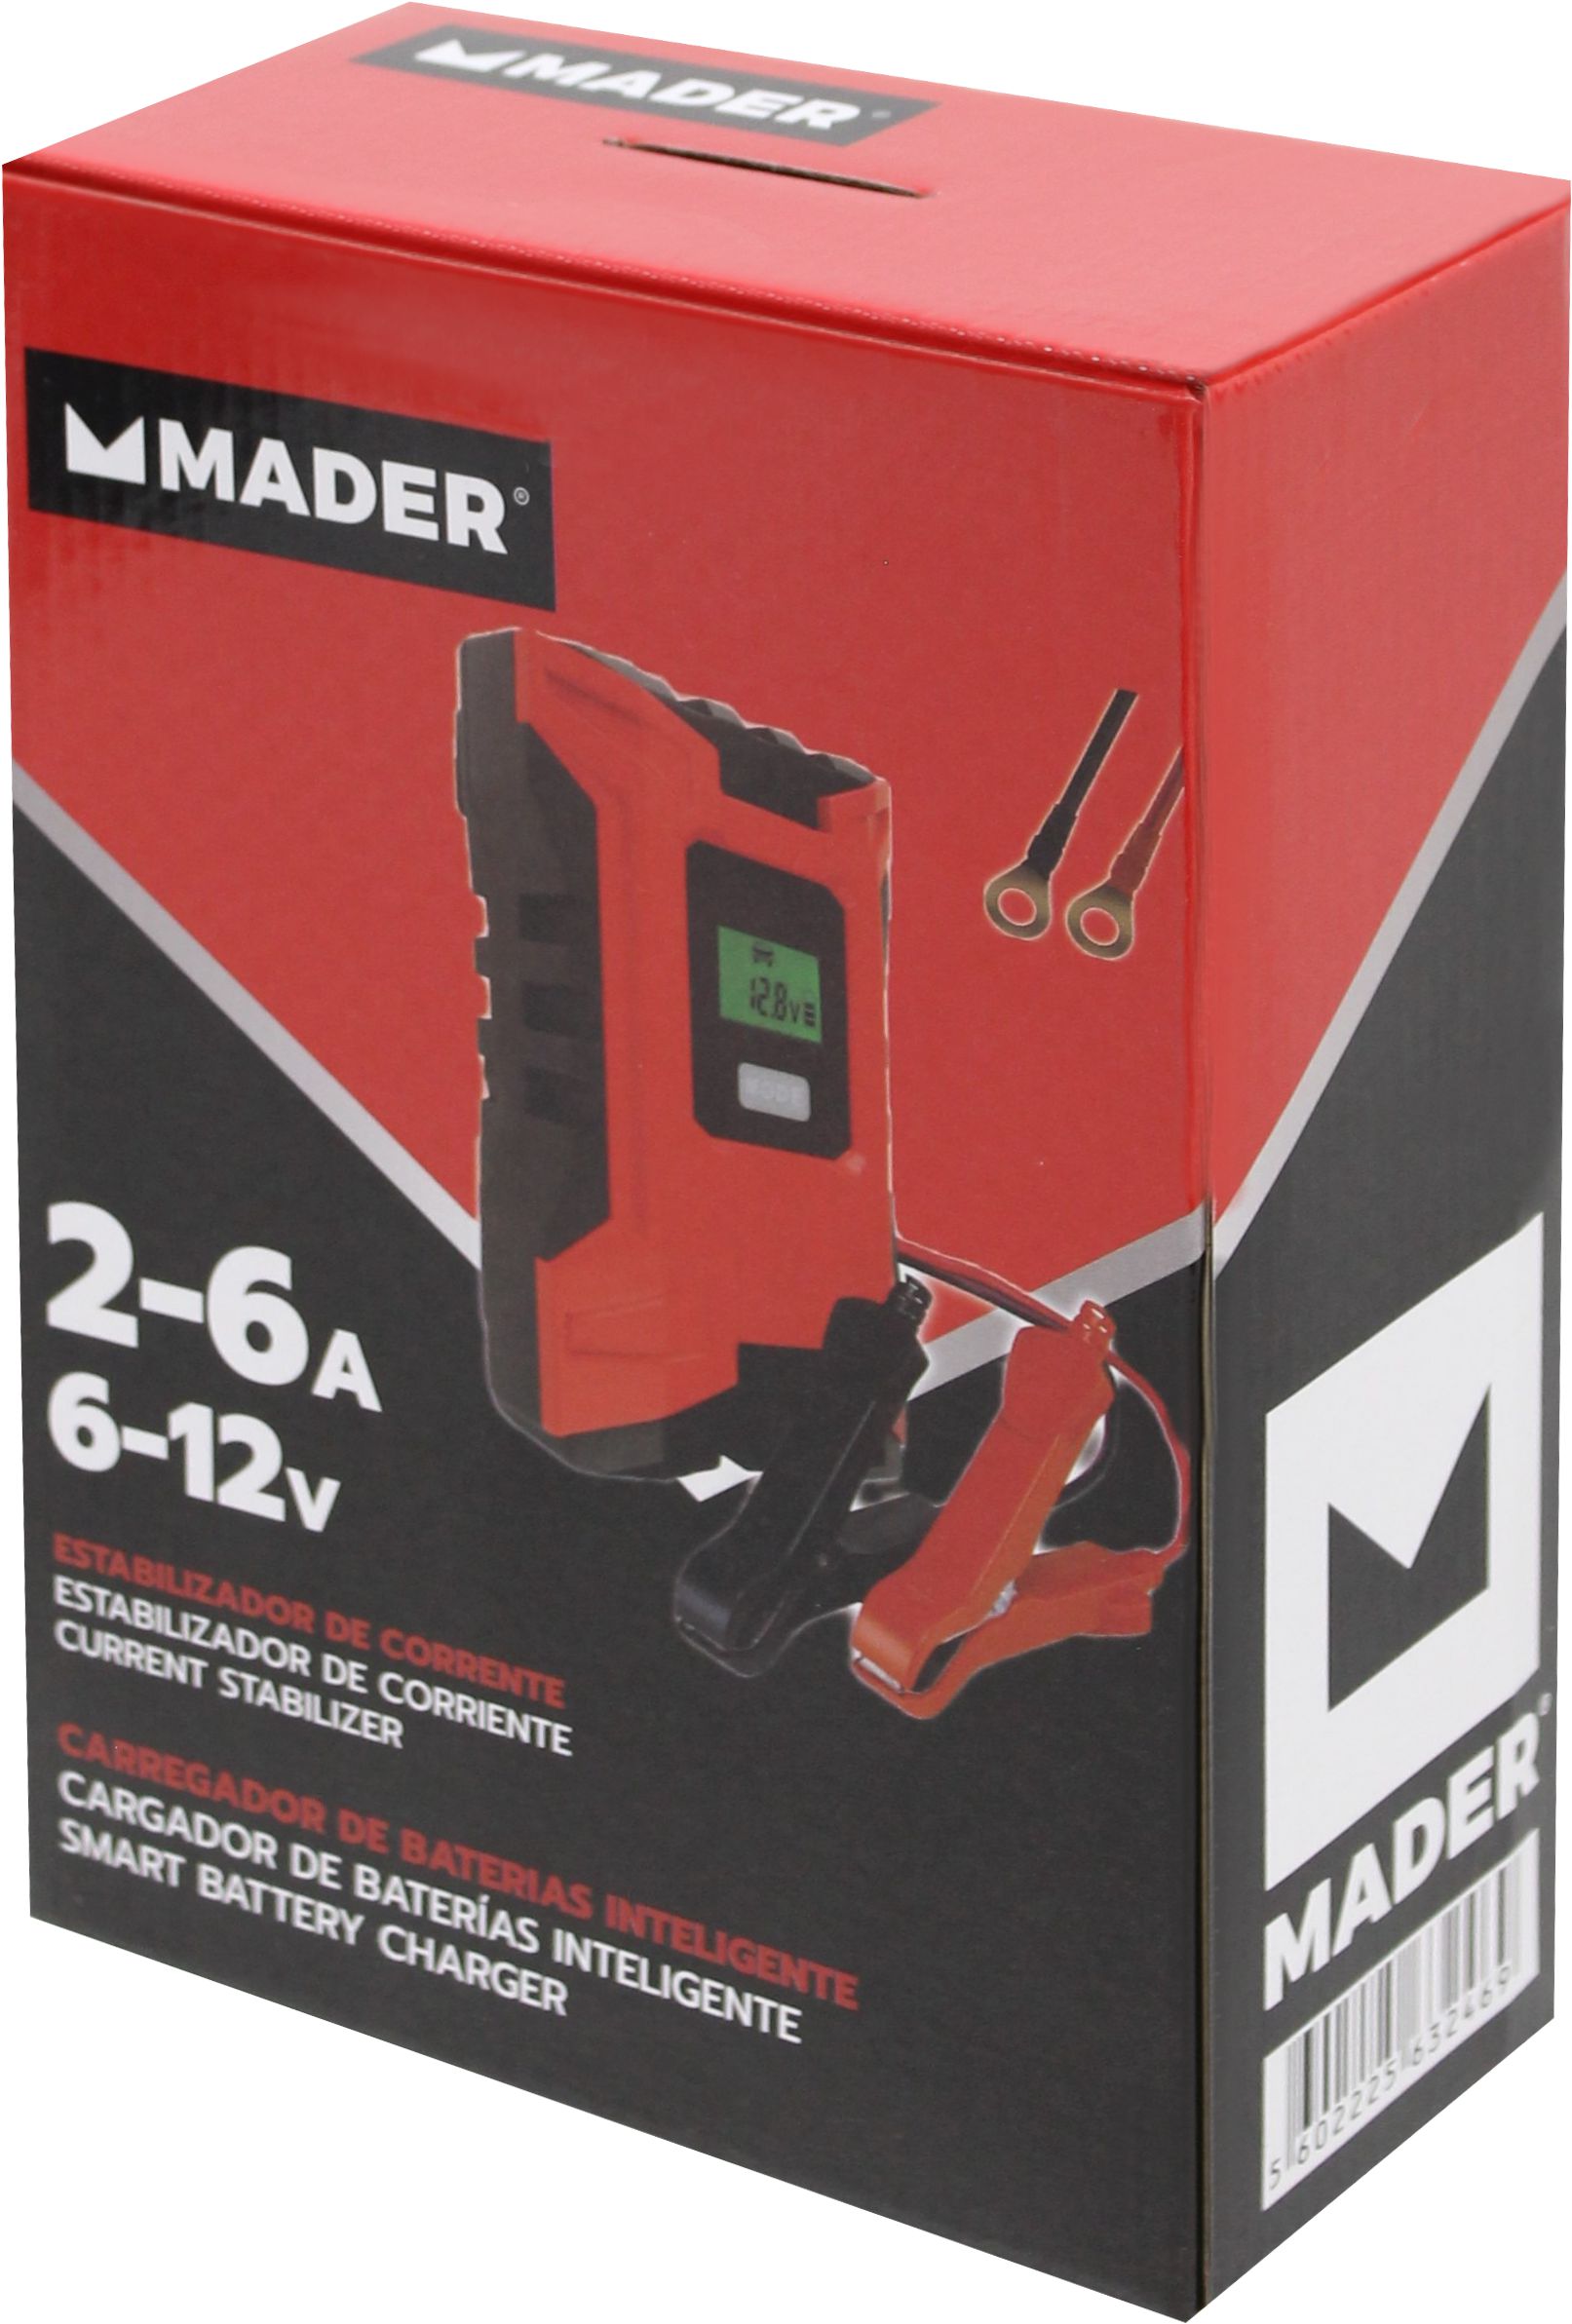 MADER®
MADER®
12.8V
MODE
2-6A
6-12V
ESTABILIZADOR DE CORRENTE
ESTABILIZADOR DE CORRIENTE
CURRENT STABILIZER
CARREGADOR DE BATERIAS INTELIGENTE
CARGADOR DE BATERÍAS INTELIGENTE
SMART BATTERY CHARGER
MADER®
5 602225 632469